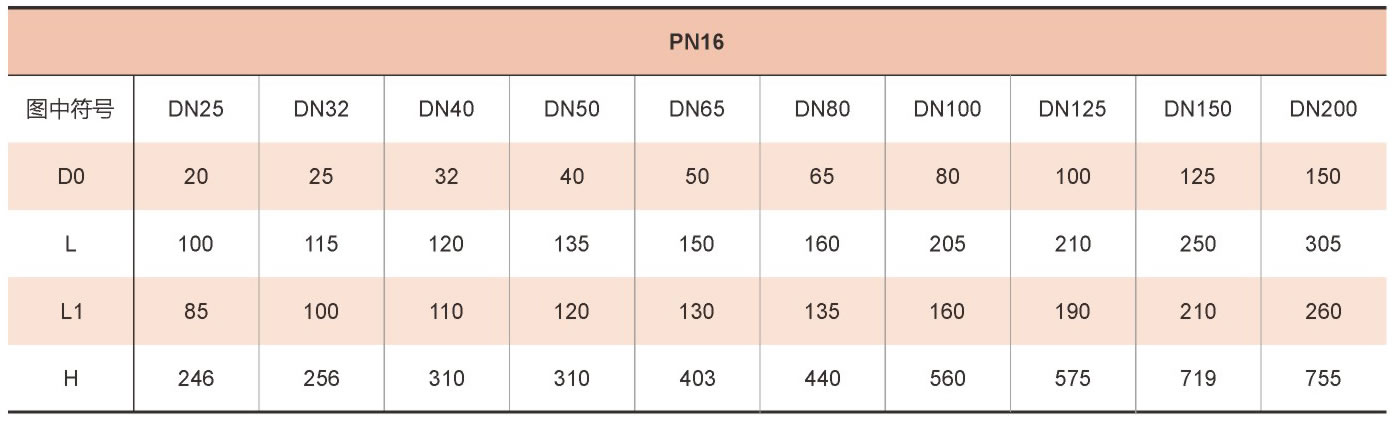 PN16
图中符号 DN25 DN32 DN40 DN50 DN65 DN80 DN100 DN125 DN150 DN200
D0 20 25 32 40 50 65 80 100 125 150
L 100 115 120 135 150 160 205 210 250 305
L1 85 100 110 120 130 135 160 190 210 260
H 246 256 310 310 403 440 560 575 719 755